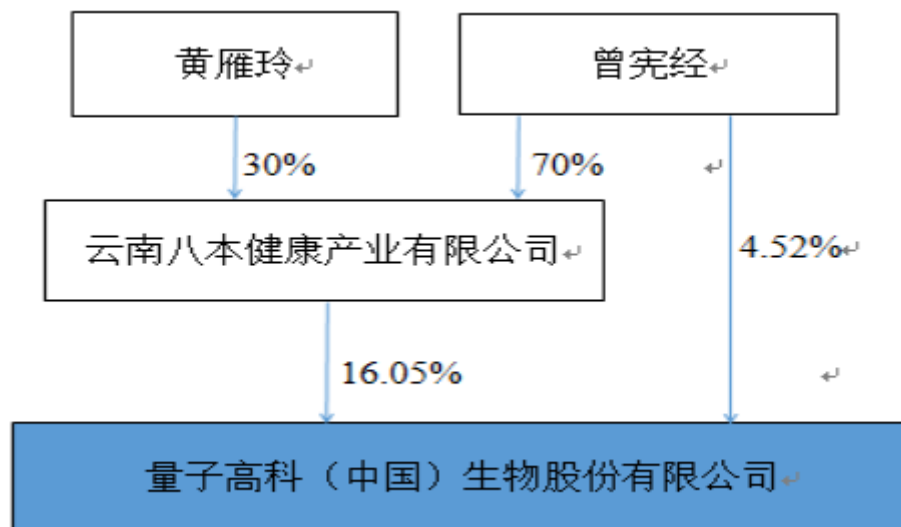 黄雁玲↵
曾宪经↵
30%
70%
↵
云南八本健康产业有限公司↵
4.52%↵
16.05%
↵
量子高科（中国）生物股份有限公司↵